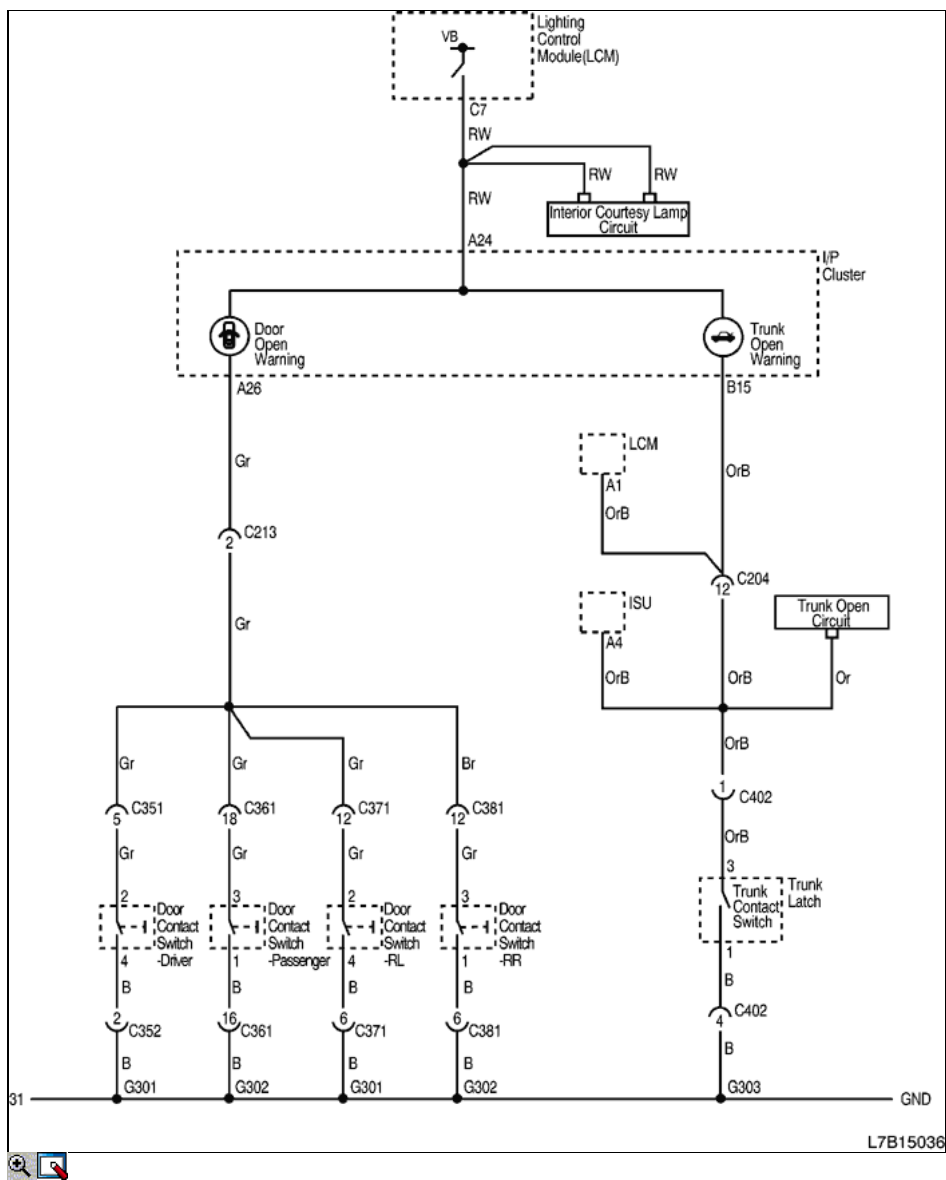 Lighting
Control
Module(LCM)
VB
C7
RW
RW
RW
RW
Interior Courtesy Lamp
Circuit
A24
I/P
Cluster
Door
Open
Warning
Trunk
Open
Warning
A26
B15
LCM
Gr
OrB
A1
OrB
C213
2
C204
12
ISU
Trunk Open
Circuit
Gr
A4
OrB
OrB
Or
OrB
Gr
Gr
Gr
Br
1
C402
C351
C361
C371
C381
5
18
12
12
OrB
Gr
Gr
Gr
Gr
3
Trunk
Contact
Switch
Trunk
Latch
2
3
2
3
Door
Contact
Switch
-Driver
Door
Contact
Switch
-Passenger
Door
Contact
Switch
-RL
Door
Contact
Switch
-RR
1
4
1
4
1
B
B
B
B
B
C402
4
2
16
6
6
C352
C361
C371
C381
B
B
B
B
B
G301
G302
G301
G302
G303
31
GND
L7B15036